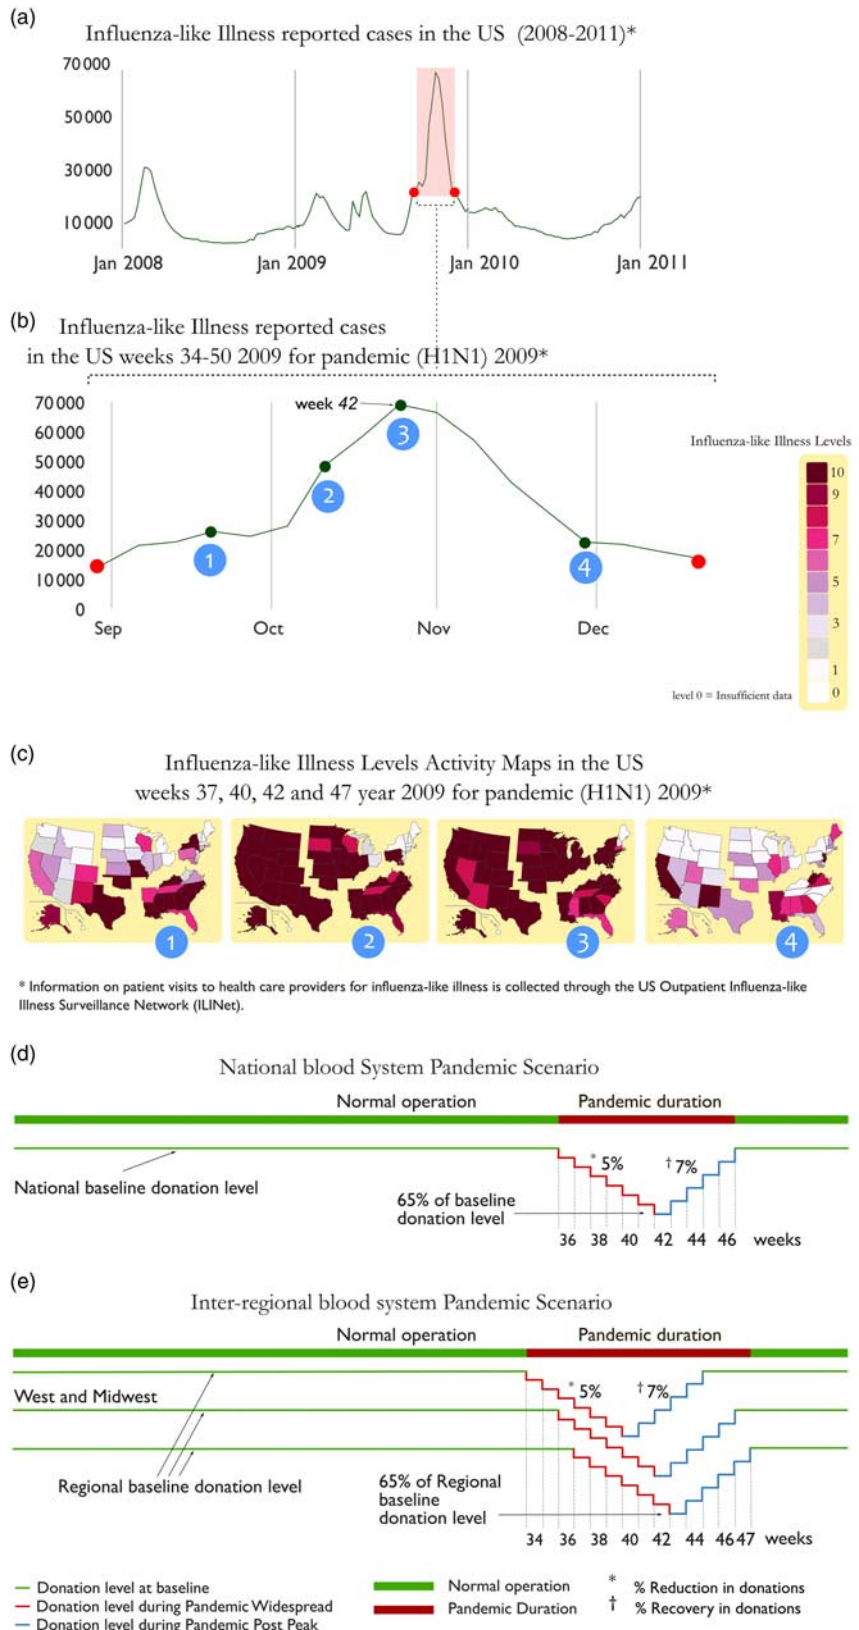 (a)
Influenza-like Illness reported cases in the US (2008-2011)*
70 000
50 000
30 000
10 000
Jan 2008
Jan 2009
Jan 2010
Jan 2011
(b)
Influenza-like Illness reported cases
in the US weeks 34-50 2009 for pandemic (H1N1) 2009*
70 000
60 000
50 000
40 000
30 000
20 000
10 000
0
week 42
1
2
3
4
Sep
Oct
Nov
Dec
Influenza-like Illness Levels
10
9
7
5
3
1
0
level 0 = Insufficient data
(c)
Influenza-like Illness Levels Activity Maps in the US
weeks 37, 40, 42 and 47 year 2009 for pandemic (H1N1) 2009*
1
2
3
4
* Information on patient visits to health care providers for influenza-like illness is collected through the US Outpatient Influenza-like
Illness Surveillance Network (ILINet).
(d)
National blood System Pandemic Scenario
Normal operation
Pandemic duration
National baseline donation level
* 5%
† 7%
65% of baseline
donation level
36 38 40 42 44 46 weeks
(e)
Inter-regional blood system Pandemic Scenario
Normal operation
Pandemic duration
West and Midwest
* 5%
† 7%
Regional baseline donation level
65% of Regional
baseline
donation level
34 36 38 40 42 44 46 47 weeks
Donation level at baseline
Donation level during Pandemic Widespread
Donation level during Pandemic Post Peak
Normal operation
Pandemic Duration
* % Reduction in donations
† % Recovery in donations